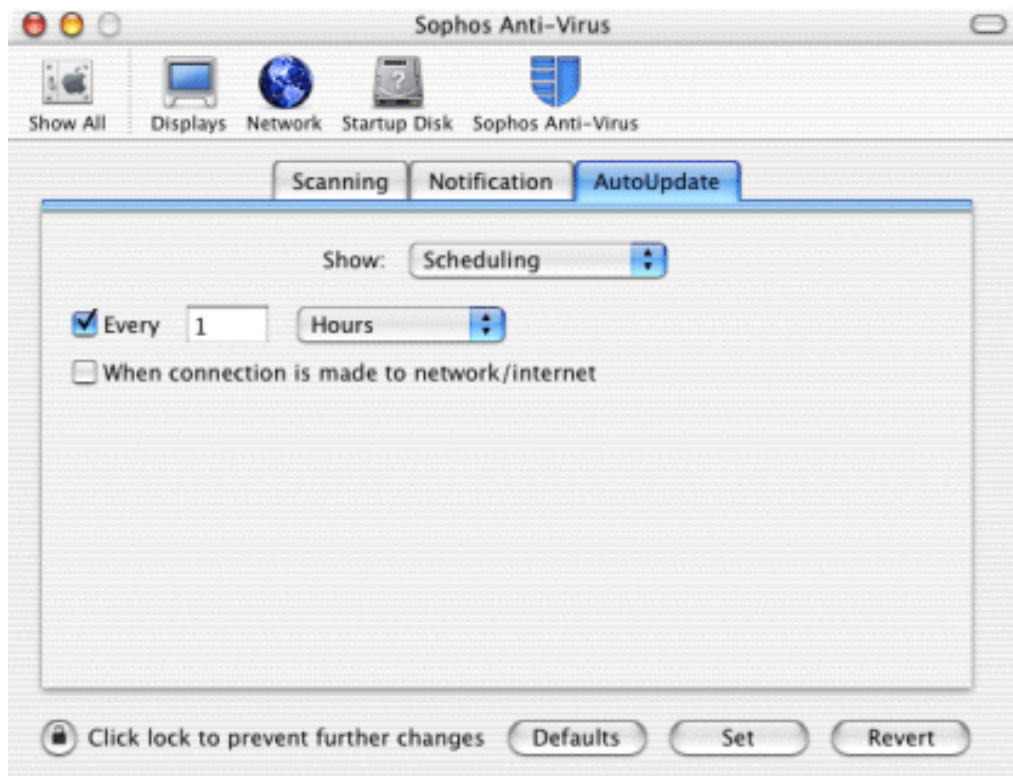 Sophos Anti-Virus
Show All Displays Network Startup Disk Sophos Anti-Virus
Scanning Notification AutoUpdate
Show: Scheduling
Every 1 Hours
When connection is made to network/internet
Click lock to prevent further changes Defaults Set Revert